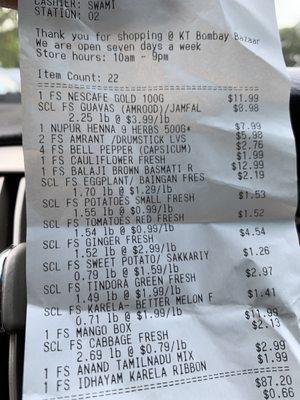 CASHIER: SWAMI
STATION: 02
Thank you for shopping @ KT Bombay Bazaar
We are open seven days a week
Store hours: 10am - 9pm
Item Count: 22
1 FS NESCAFE GOLD 100G $11.99
SCL FS GUAVAS (AMROOD)/JAMFAL $8.98
2.25 lb @ $3.99/lb
1 NUPUR HENNA 9 HERBS 500G* $7.99
2 FS AMRANT /DRUMSTICK LVS $5.98
1 FS BELL PEPPER (CAPSICUM) $2.76
1 FS CAULIFLOWER FRESH $1.99
1 FS BALAJI BROWN BASMATI R $12.99
SCL FS EGGPLANT/ BAINGAN FRES $2.19
1.70 lb @ $1.29/lb
SCL FS POTATOES SMALL FRESH $1.53
1.55 lb @ $0.99/lb
SCL FS TOMATOES RED FRESH $1.52
1.54 lb @ $0.99/lb
SCL FS GINGER FRESH $4.54
1.52 lb @ $2.99/lb
SCL FS SWEET POTATO/ SAKKARIY $1.26
0.79 lb @ $1.59/lb
SCL FS TINDORA GREEN FRESH $2.97
1.49 lb @ $1.99/lb
SCL FS KARELA- BETTER MELON F $1.41
0.71 lb @ $1.99/lb
1 FS MANGO BOX $11.99
SCL FS CABBAGE FRESH $2.13
2.69 lb @ $0.79/lb
1 FS ANAND TAMILNADU MIX $2.99
1 FS IDHAYAM KARELA RIBBON $1.99
$87.20
$0.66